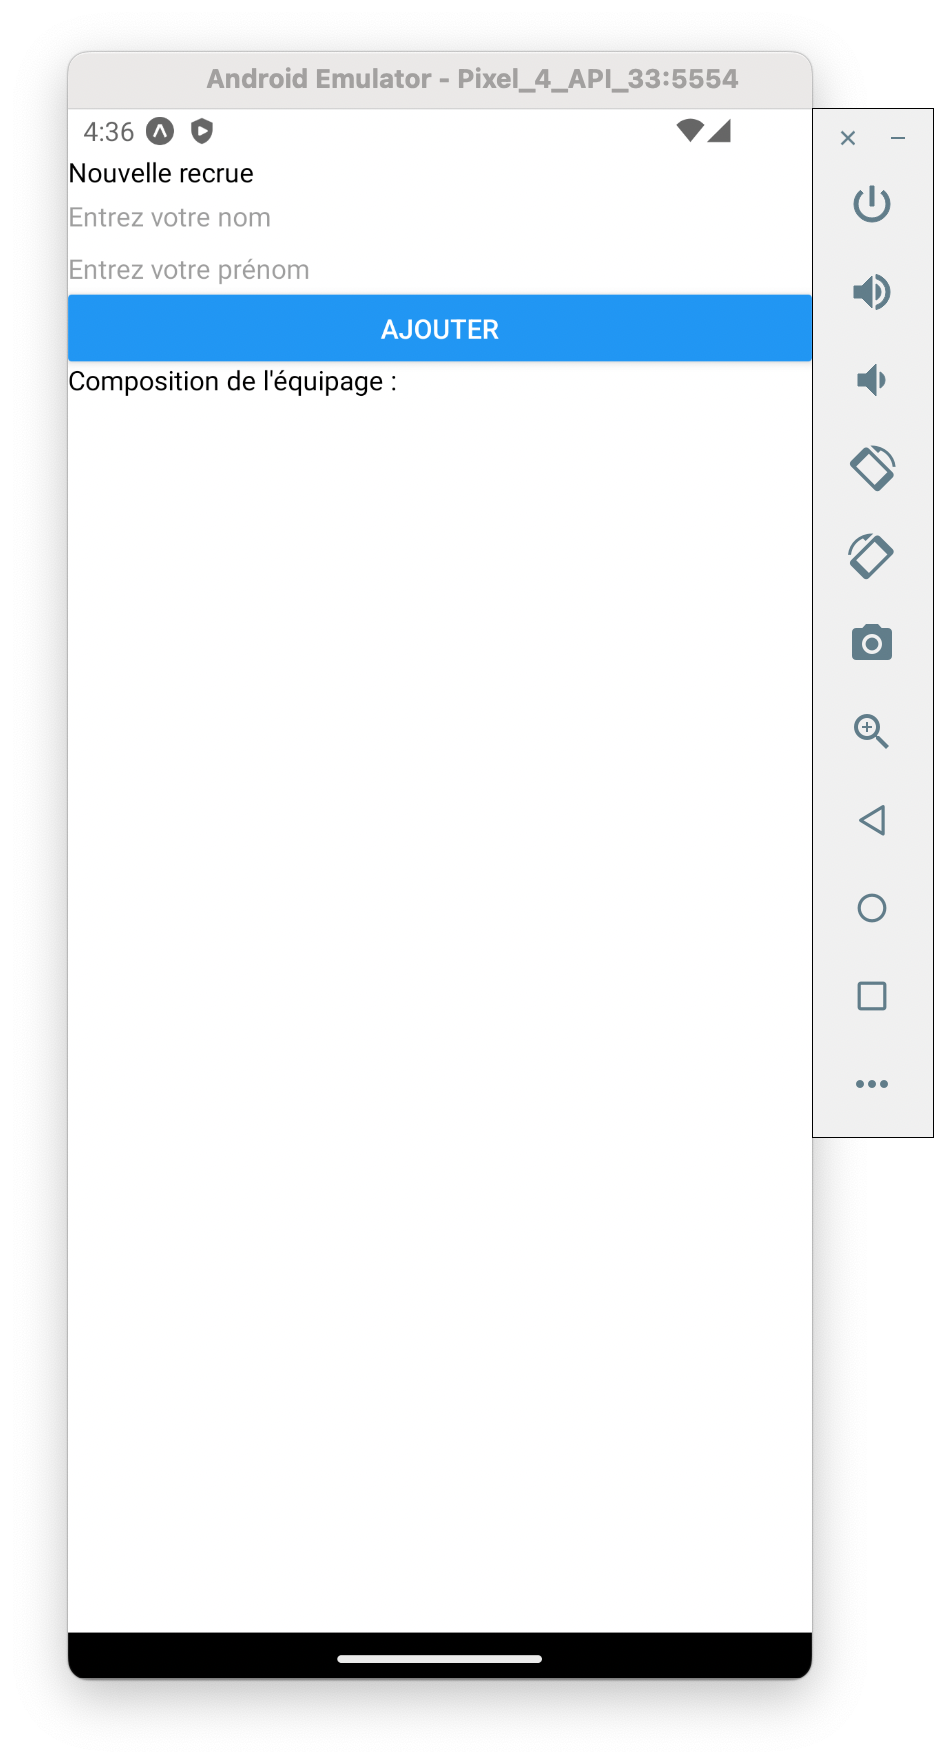 Android Emulator - Pixel_4_API_33:5554
4:36
Nouvelle recrue
Entrez votre nom
Entrez votre prénom
AJOUTER
Composition de l'équipage :